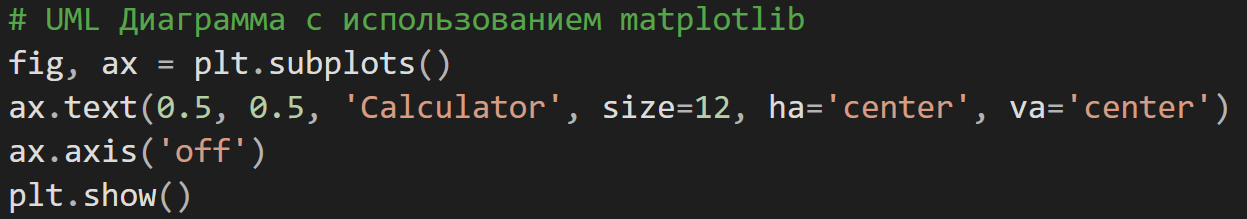 # UML Диаграмма с использованием matplotlib
fig, ax = plt.subplots()
ax.text(0.5, 0.5, 'Calculator', size=12, ha='center', va='center')
ax.axis('off')
plt.show()